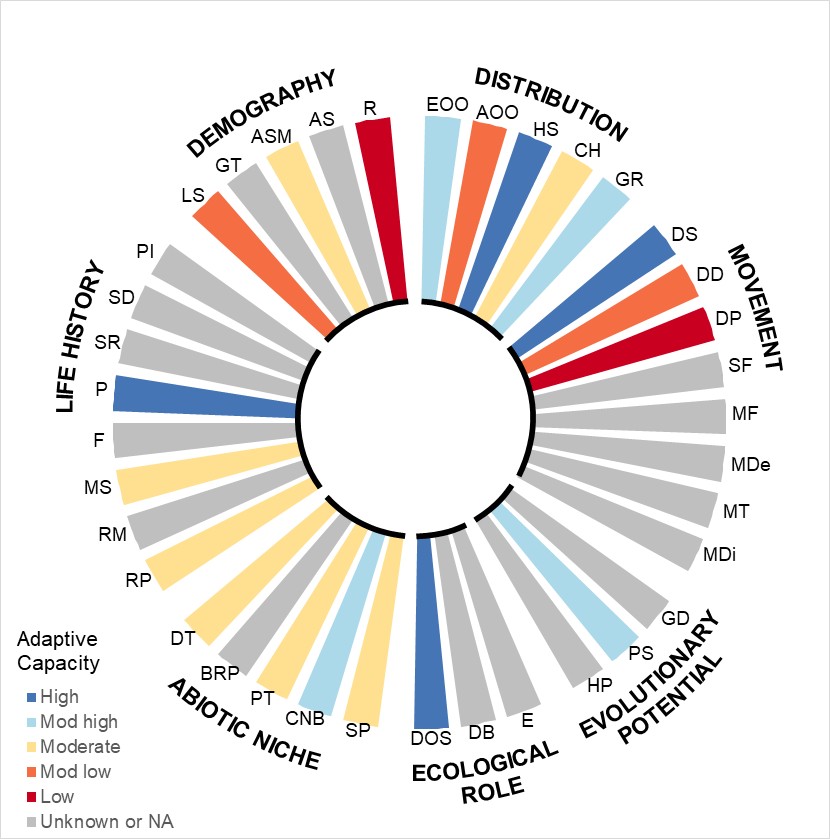 DISTRIBUTION
EOO
AOO
HS
CH
GR
MOVEMENT
DS
DD
DP
SF
MF
MDe
MT
MDi
EVOLUTIONARY
POTENTIAL
GD
PS
HP
ECOLOGICAL
ROLE
E
DB
DOS
ABIOTIC NICHE
SP
CNB
PT
BRP
DT
LIFE HISTORY
RP
RM
MS
F
P
SR
SD
PI
DEMOGRAPHY
LS
GT
ASM
AS
R
Adaptive
Capacity
High
Mod high
Moderate
Mod low
Low
Unknown or NA